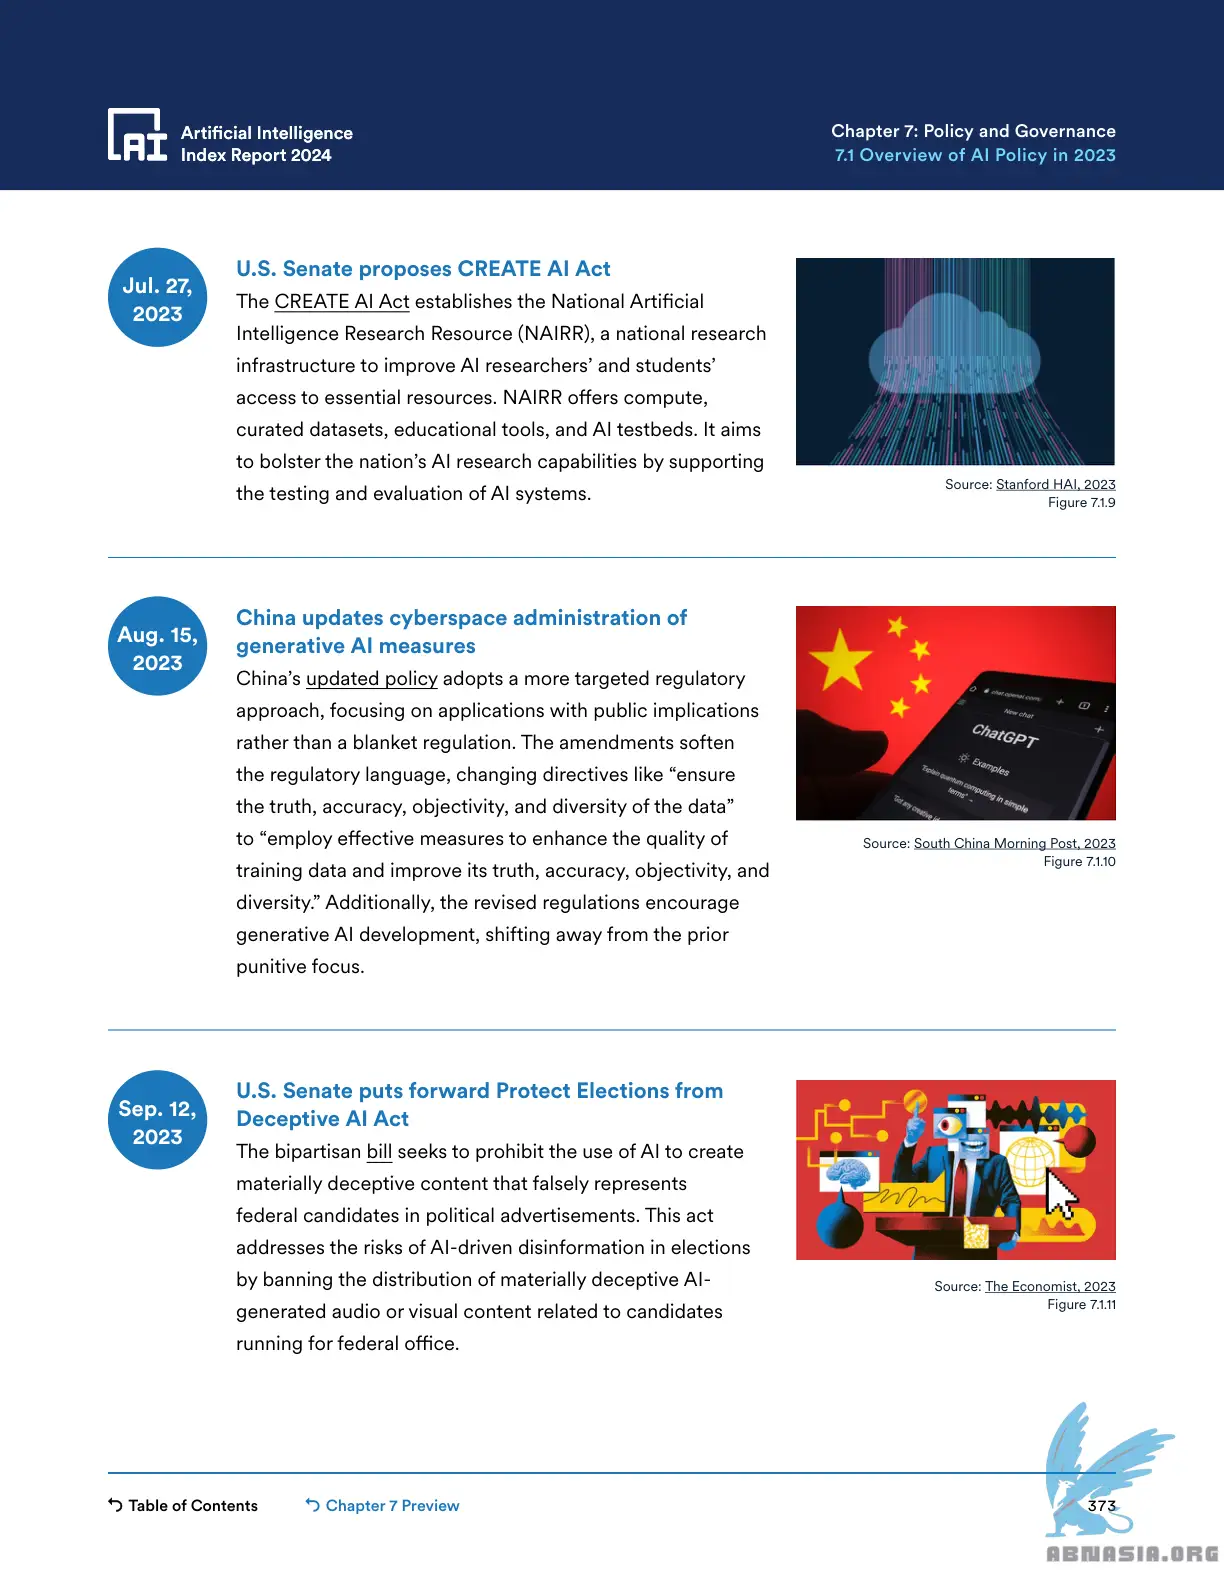 Artificial Intelligence
Index Report 2024
Chapter 7: Policy and Governance
7.1 Overview of AI Policy in 2023
Jul. 27,
2023
U.S. Senate proposes CREATE AI Act
The CREATE AI Act establishes the National Artificial
Intelligence Research Resource (NAIRR), a national research
infrastructure to improve AI researchers’ and students’
access to essential resources. NAIRR offers compute,
curated datasets, educational tools, and AI testbeds. It aims
to bolster the nation’s AI research capabilities by supporting
the testing and evaluation of AI systems.
Source: Stanford HAI, 2023
Figure 7.1.9
Aug. 15,
2023
China updates cyberspace administration of
generative AI measures
China’s updated policy adopts a more targeted regulatory
approach, focusing on applications with public implications
rather than a blanket regulation. The amendments soften
the regulatory language, changing directives like “ensure
the truth, accuracy, objectivity, and diversity of the data”
to “employ effective measures to enhance the quality of
training data and improve its truth, accuracy, objectivity, and
diversity.” Additionally, the revised regulations encourage
generative AI development, shifting away from the prior
punitive focus.
chat.openai.com
New chat
ChatGPT
Examples
"Explain quantum computing in simple
terms" →
"Got any creative
Source: South China Morning Post, 2023
Figure 7.1.10
Sep. 12,
2023
U.S. Senate puts forward Protect Elections from
Deceptive AI Act
The bipartisan bill seeks to prohibit the use of AI to create
materially deceptive content that falsely represents
federal candidates in political advertisements. This act
addresses the risks of AI-driven disinformation in elections
by banning the distribution of materially deceptive AI-
generated audio or visual content related to candidates
running for federal office.
Source: The Economist, 2023
Figure 7.1.11
Table of Contents
Chapter 7 Preview
373
ABNASIA.ORG